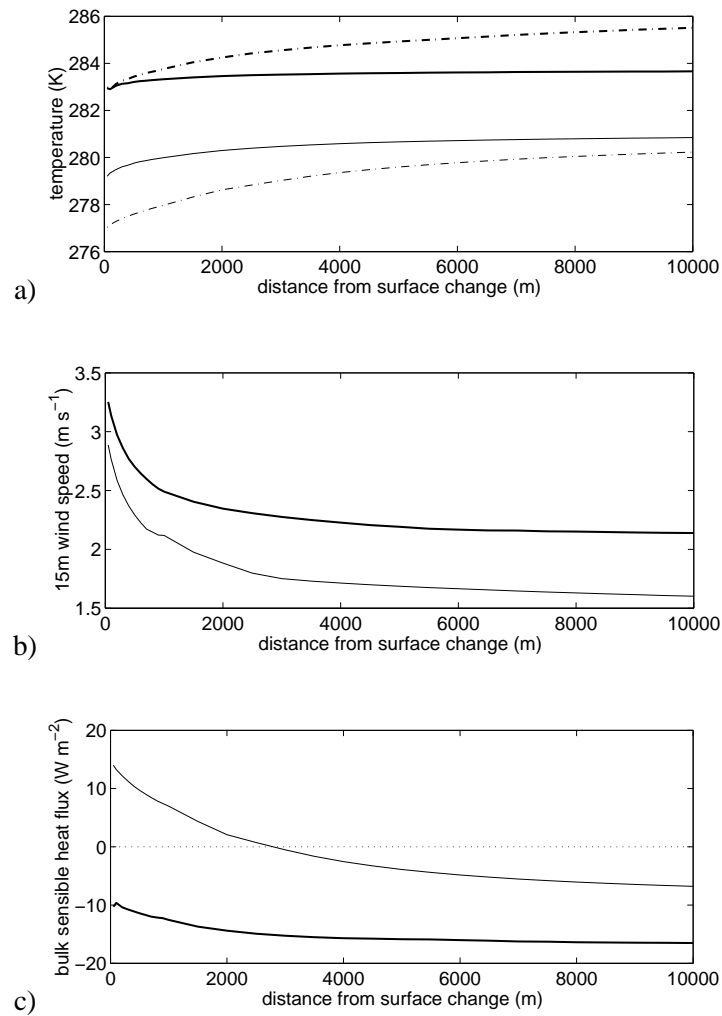 286
284
282
280
278
276
temperature (K)
0 2000 4000 6000 8000 10000
distance from surface change (m)
a)
3.5
3
2.5
2
1.5
15m wind speed (m s−1)
0 2000 4000 6000 8000 10000
distance from surface change (m)
b)
20
10
0
−10
−20
bulk sensible heat flux (W m−2)
0 2000 4000 6000 8000 10000
distance from surface change (m)
c)